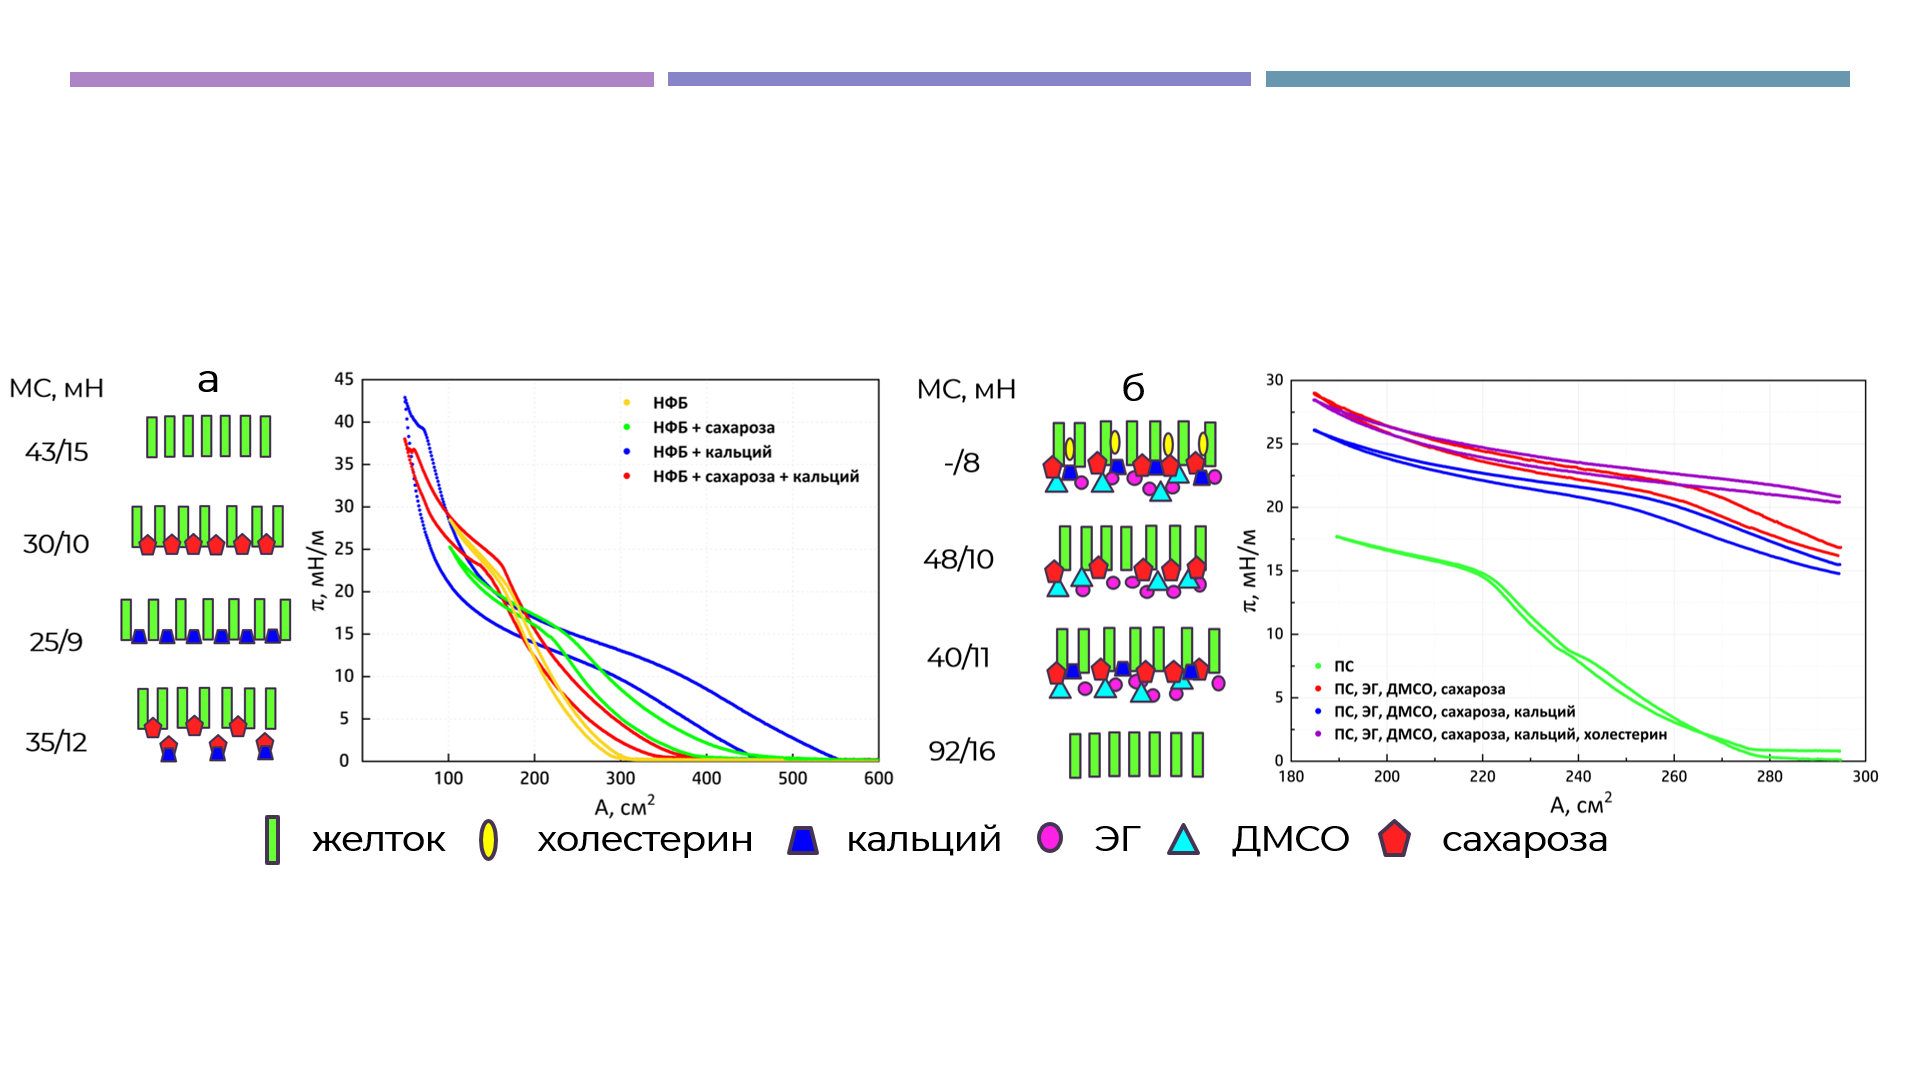 МС, мН
а
43/15
30/10
25/9
35/12
π, мН/м
45
40
35
30
25
20
15
10
5
0
НФБ
НФБ + сахароза
НФБ + кальций
НФБ + сахароза + кальций
100 200 300 400 500 600
А, см²
МС, мН
б
-/8
48/10
40/11
92/16
π, мН/м
30
25
20
15
10
5
0
ПС
ПС, ЭГ, ДМСО, сахароза
ПС, ЭГ, ДМСО, сахароза, кальций
ПС, ЭГ, ДМСО, сахароза, кальций, холестерин
180 200 220 240 260 280 300
А, см²
желток холестерин кальций ЭГ ДМСО сахароза